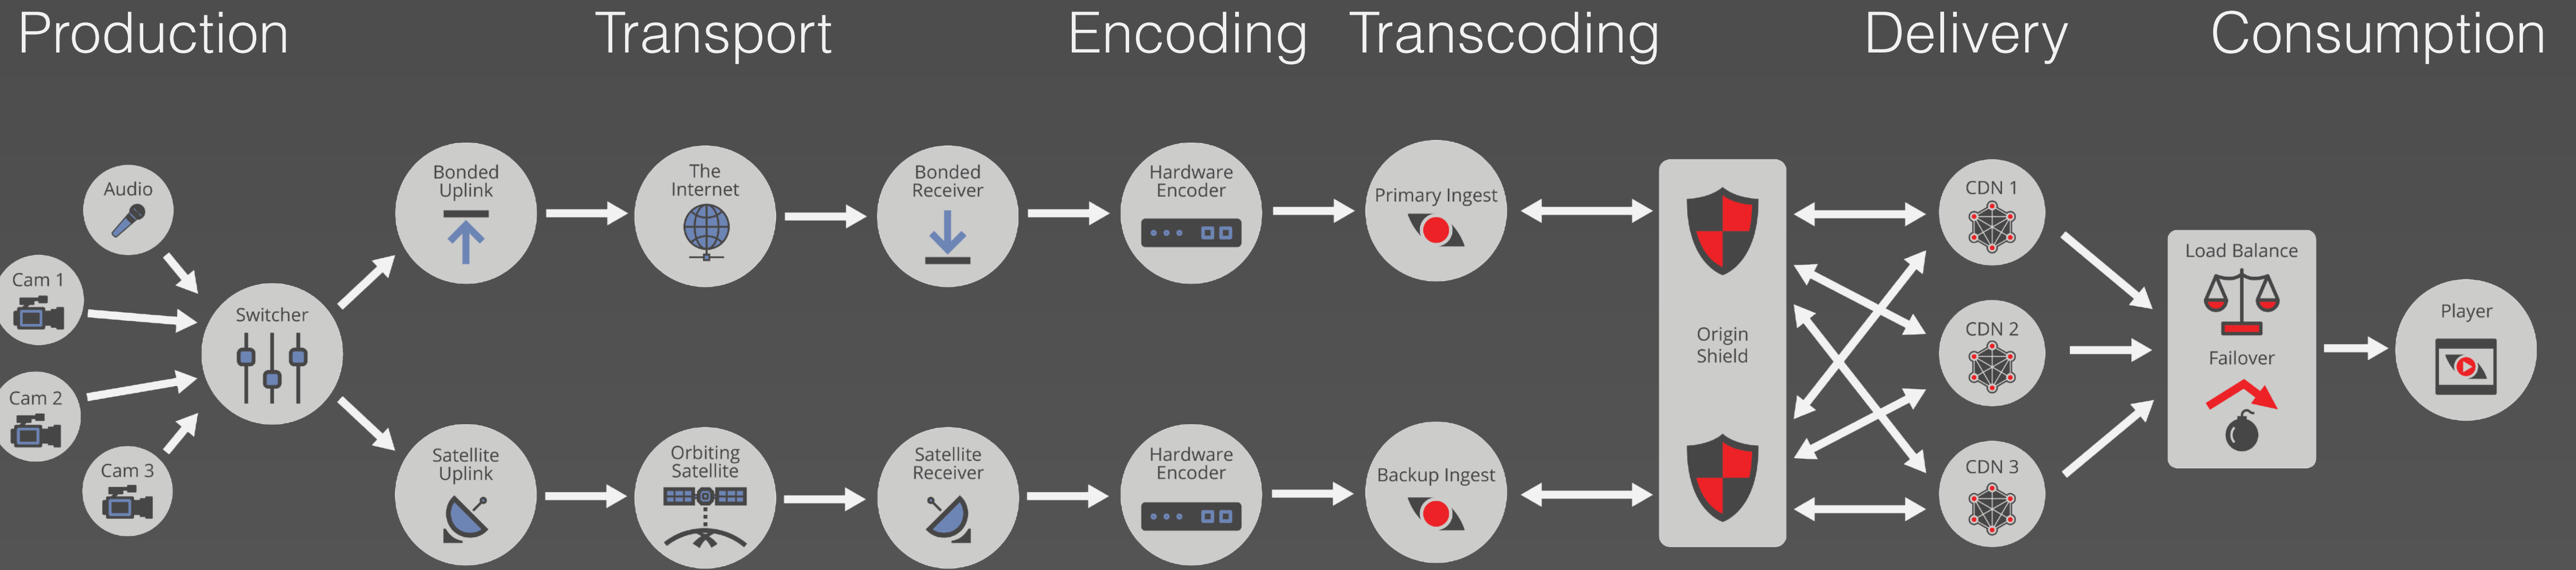 Production
Transport
Encoding
Transcoding
Delivery
Consumption
Audio
Cam 1
Cam 2
Cam 3
Switcher
Bonded
Uplink
The
Internet
Bonded
Receiver
Hardware
Encoder
Primary Ingest
Satellite
Uplink
Orbiting
Satellite
Satellite
Receiver
Hardware
Encoder
Backup Ingest
Origin
Shield
CDN 1
CDN 2
CDN 3
Load Balance
Failover
Player